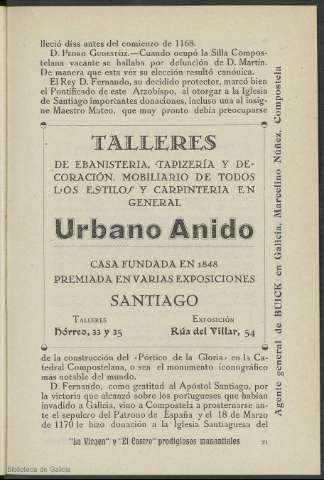 lleció días antes del comienzo de 1168.
D. PEDRO GUDESTÉIZ.—Cuando ocupó la Silla Compos-
telana vacante se hallaba por defunción de D. Martín.
De manera que esta vez su elección resultó canónica.
El Rey D. Fernando, su decidido protector, marcó bien
el Pontificado de este Arzobispo, al otorgar a la Iglesia
de Santiago importantes donaciones, incluso una al insig-
ne Maestro Mateo, que muy pronto debía preocuparse
TALLERES
DE EBANISTERIA, TAPIZERÍA Y DE-
CORACIÓN. MOBILIARIO DE TODOS
LOS ESTILOS Y CARPINTERIA EN
GENERAL
Urbano Anido
CASA FUNDADA EN 1848
PREMIADA EN VARIAS EXPOSICIONES
SANTIAGO
TALLERES
Hórreo, 23 y 25
EXPOSICIÓN
Rúa del Villar, 54
de la construcción del «Pórtico de la Gloria» en la Ca-
tedral Compostelana, o sea el monumento iconográfico
más notable del mundo.
D. Fernando, como gratitud al Apóstol Santiago, por
la victoria que alcanzó sobre los portugueses que habían
invadido a Galicia, vino a Compostela a prosternarse an-
te el sepulcro del Patrono de España y el 18 de Marzo
de 1170 le hizo donación a la Iglesia Santiaguesa del
"La Virgen" y "El Castro" prodigiosos manantiales
21
Agente general de BUICK en Galicia, Marcelino Núñez, Compostela
Biblioteca de Galicia